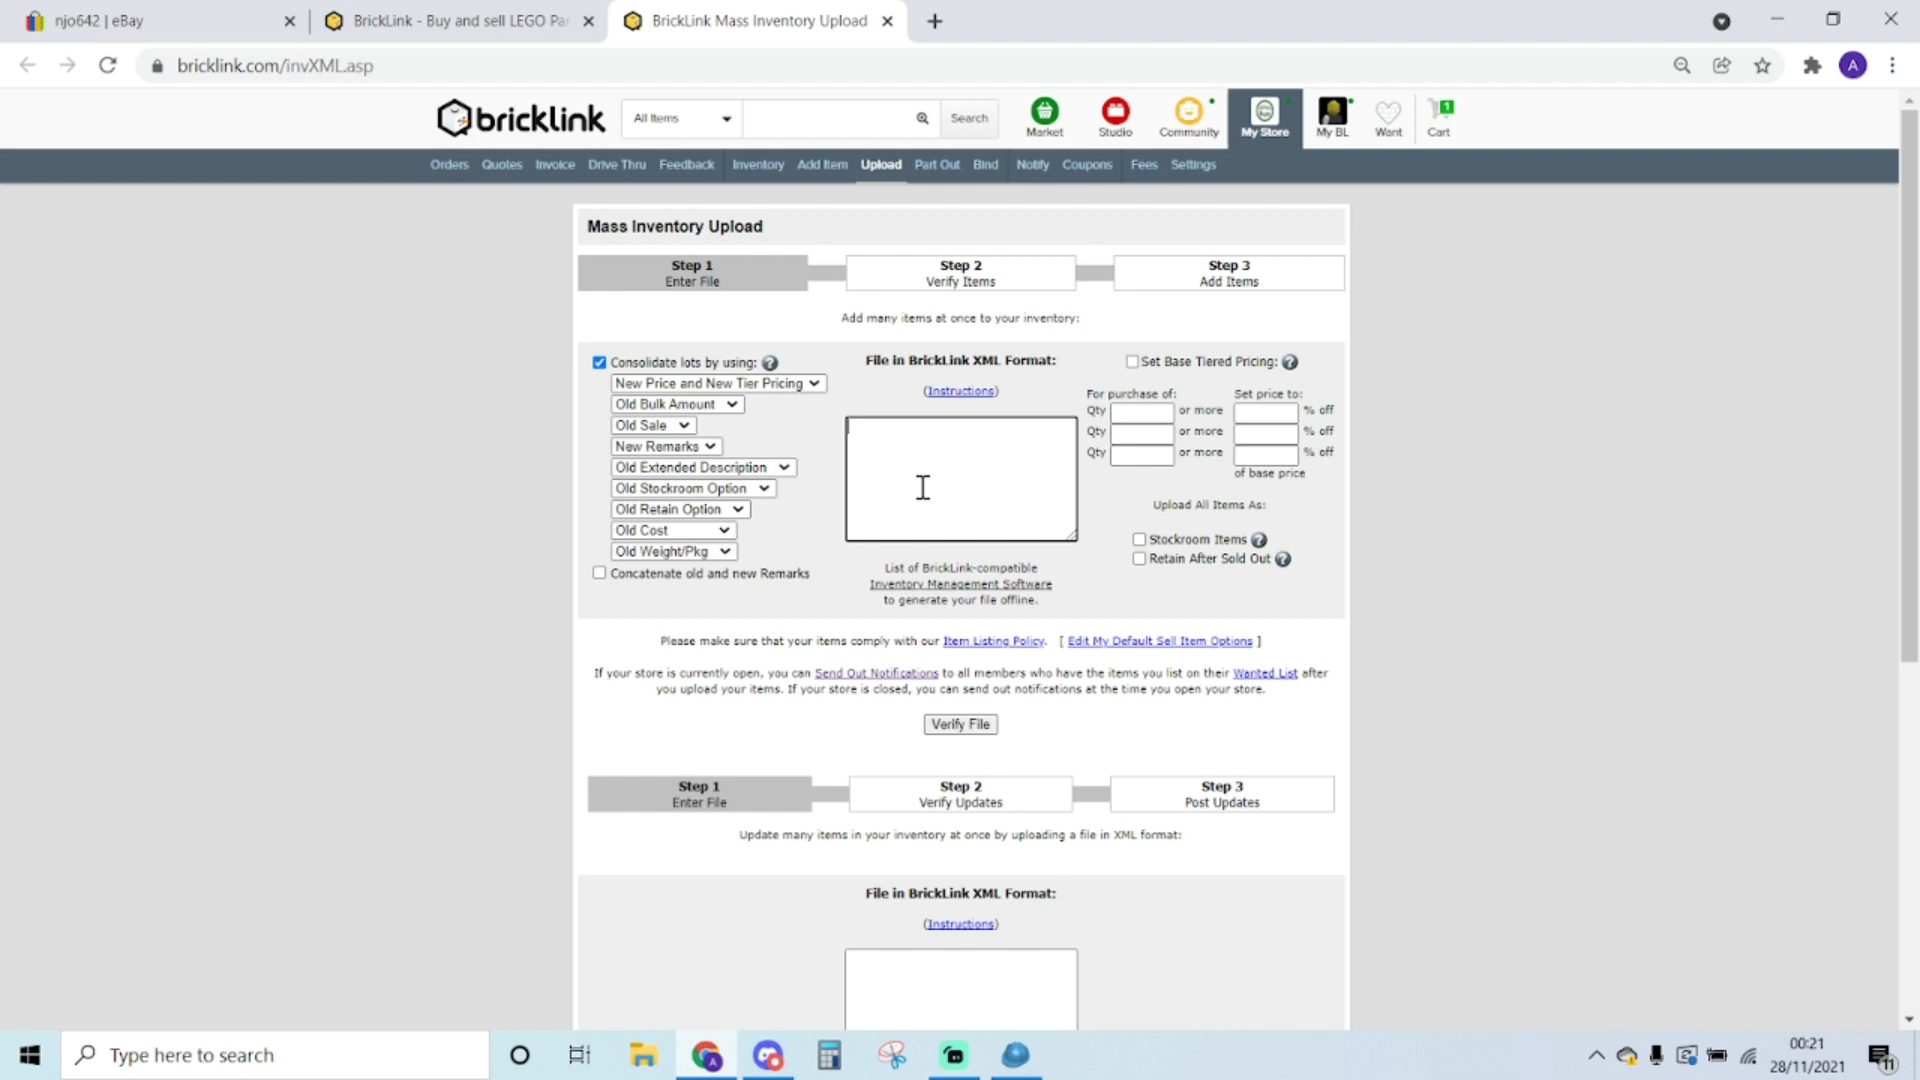 njo642 | eBay
BrickLink - Buy and sell LEGO Par
BrickLink Mass Inventory Upload
bricklink.com/invXML.asp
A
bricklink
All Items
Search
Market
Studio
Community
My Store
My BL
Want
1
Cart
Orders Quotes Invoice Drive Thru Feedback Inventory Add Item Upload Part Out Bind Notify Coupons Fees Settings
Mass Inventory Upload
Step 1
Enter File
Step 2
Verify Items
Step 3
Add Items
Add many items at once to your inventory:
Consolidate lots by using: ?
New Price and New Tier Pricing
Old Bulk Amount
Old Sale
New Remarks
Old Extended Description
Old Stockroom Option
Old Retain Option
Old Cost
Old Weight/Pkg
Concatenate old and new Remarks
File in BrickLink XML Format:
(Instructions)
List of BrickLink-compatible
Inventory Management Software
to generate your file offline.
Set Base Tiered Pricing: ?
For purchase of: Set price to:
Qty or more % off
Qty or more % off
Qty or more % off
of base price
Upload All Items As:
Stockroom Items ?
Retain After Sold Out ?
Please make sure that your items comply with our Item Listing Policy. [ Edit My Default Sell Item Options ]
If your store is currently open, you can Send Out Notifications to all members who have the items you list on their Wanted List after
you upload your items. If your store is closed, you can send out notifications at the time you open your store.
Verify File
Step 1
Enter File
Step 2
Verify Updates
Step 3
Post Updates
Update many items in your inventory at once by uploading a file in XML format:
File in BrickLink XML Format:
(Instructions)
Type here to search
A
00:21
28/11/2021
11